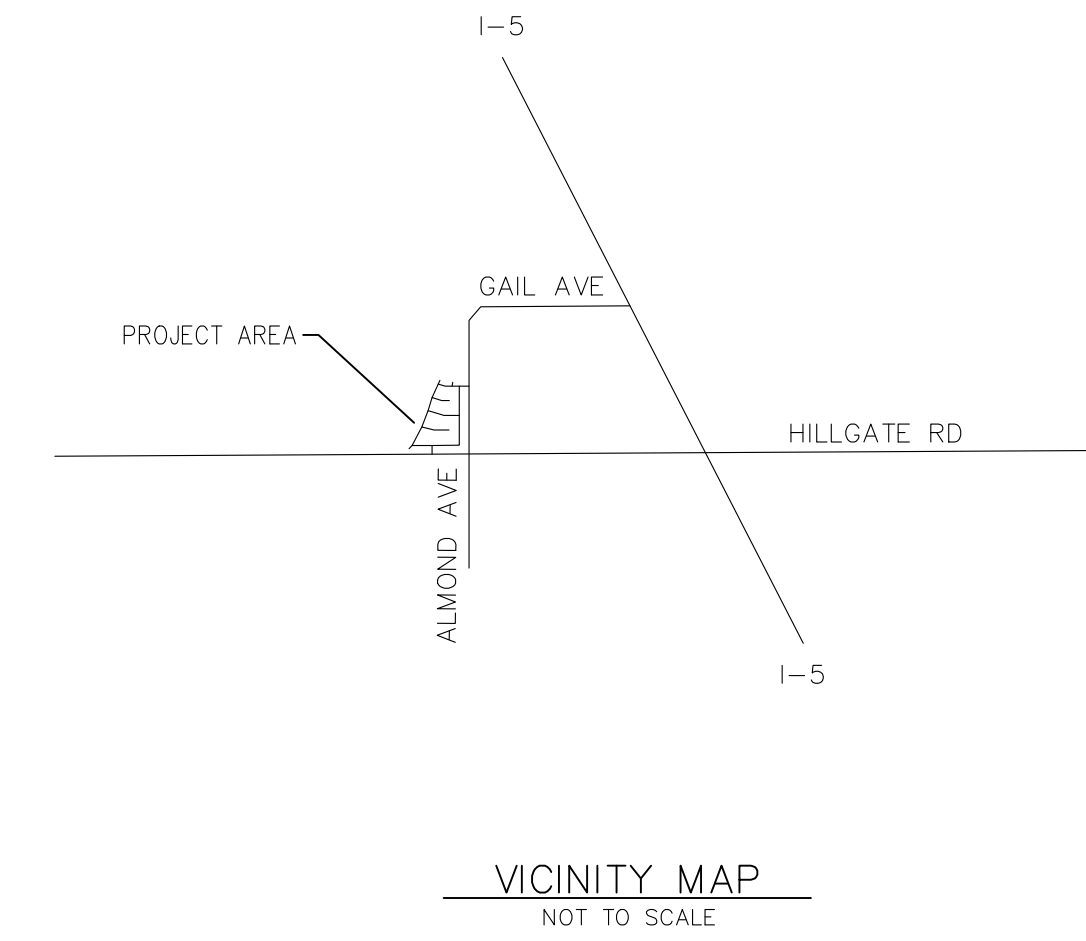 I-5
GAIL AVE
PROJECT AREA
HILLGATE RD
ALMOND AVE
I-5
VICINITY MAP
NOT TO SCALE